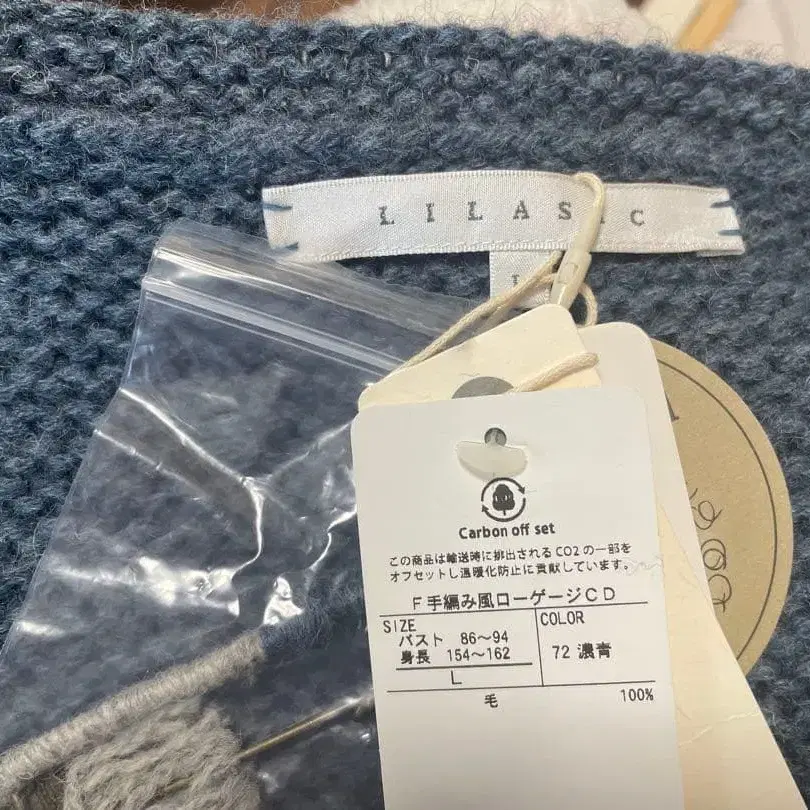 LILASIC
Carbon off set
この商品は輸送時に排出されるCO2の一部を
オフセットし温暖化防止に貢献しています。
F手編み風ローゲージCD
SIZE
バスト 86～94
身長 154～162
L
COLOR
72 濃青
毛 100%